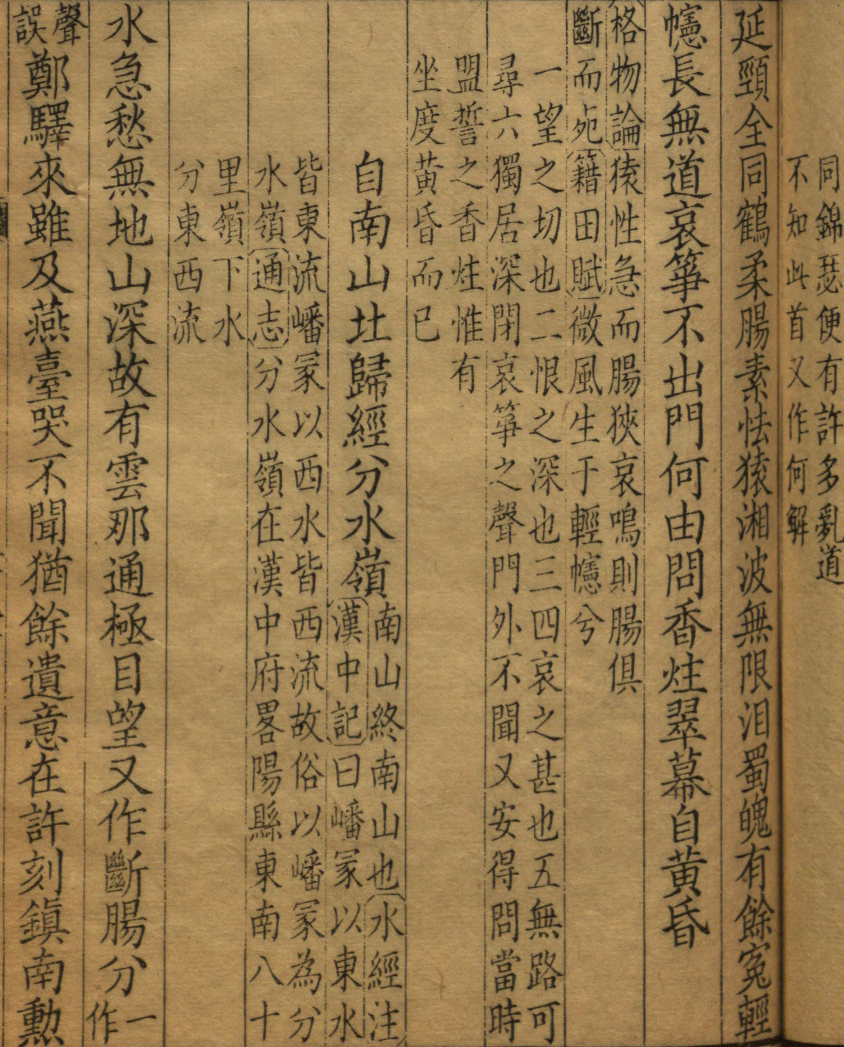 同錦瑟便有許多亂道
不知此首又作何解
延頸全同鶴柔腸素怯猿湘波無限泪蜀魄有餘冤輕
幰長無道哀箏不出門何由問香炷翠幕自黃昏
格物論猿性急而腸狹哀鳴則腸俱
斷而𣨛籍田賦微風生于輕幰兮
一望之切也二恨之深也三四哀之甚也五無路可
尋六獨居深閉哀箏之聲門外不聞又安得問當時
盟誓之香炷惟有
坐度黃昏而已
自南山北歸經分水嶺
南山終南山也水經注
漢中記曰嶓冢以東水
皆東流嶓冢以西水皆西流故俗以嶓冢為分
水嶺通志分水嶺在漢中府畧陽縣東南八十
里嶺下水
分東西流
水急愁無地山深故有雲那通極目望又作斷腸分
一作
聲
誤
鄭驛來雖及燕臺哭不聞猶餘遺意在許刻鎮南勳